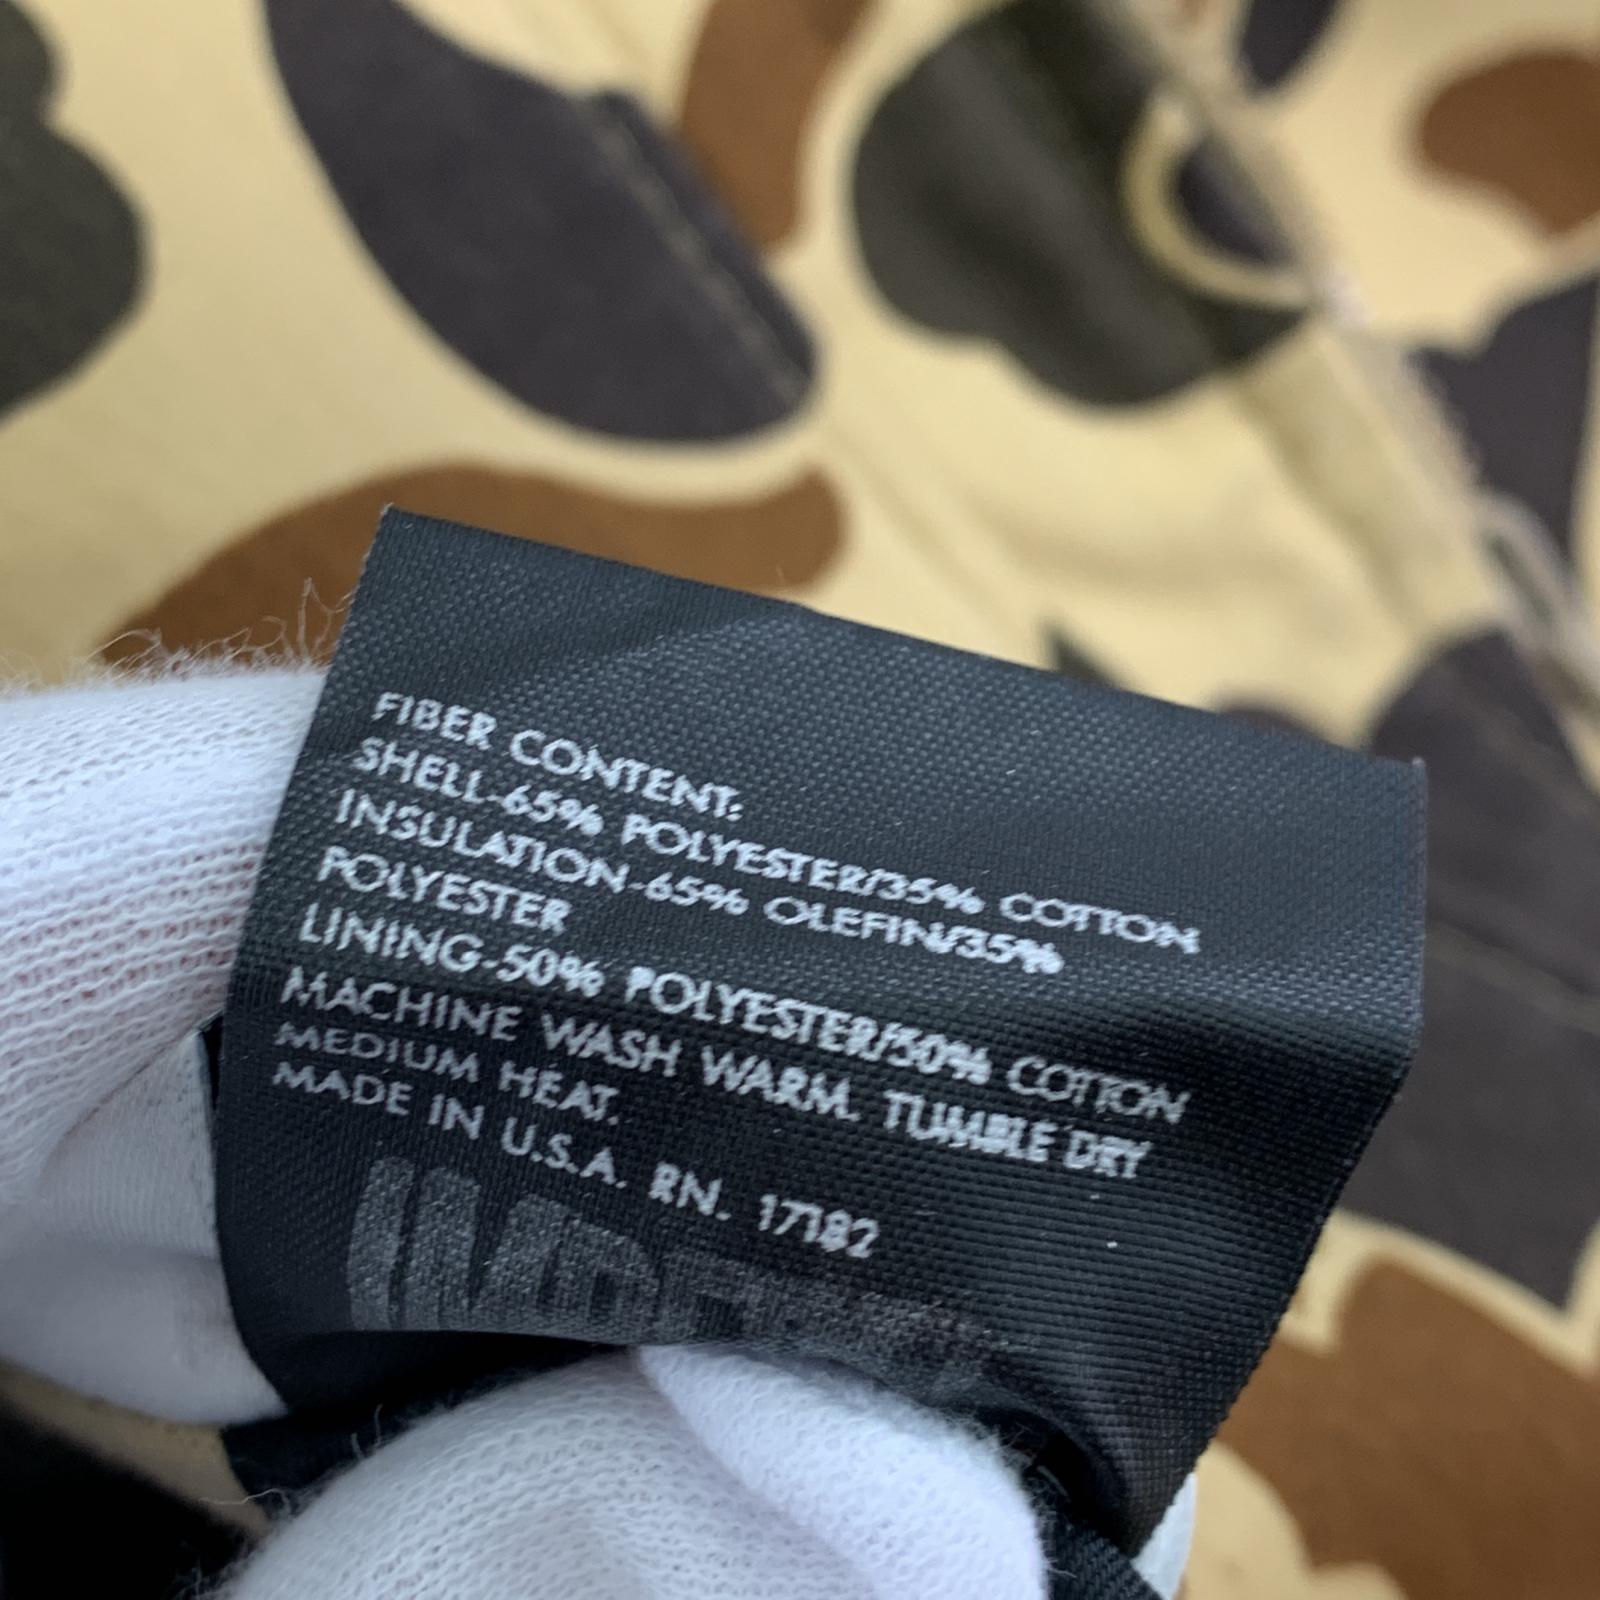 FIBER CONTENT:
SHELL-65% POLYESTER/35% COTTON
INSULATION-65% OLEFIN/35%
POLYESTER
LINING-50% POLYESTER/50% COTTON
MACHINE WASH WARM. TUMBLE DRY
MEDIUM HEAT.
MADE IN U.S.A. RN. 17182